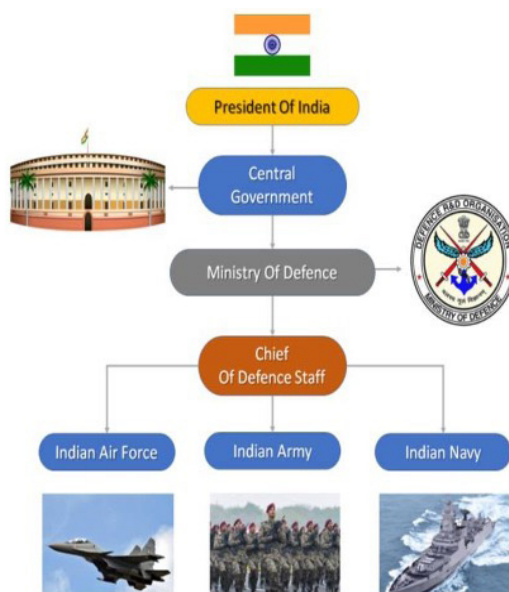 President Of India
Central
Government
Ministry Of Defence
DEFENCE R&D ORGANISATION
MINISTRY OF DEFENCE
Chief
Of Defence Staff
Indian Air Force
Indian Army
Indian Navy